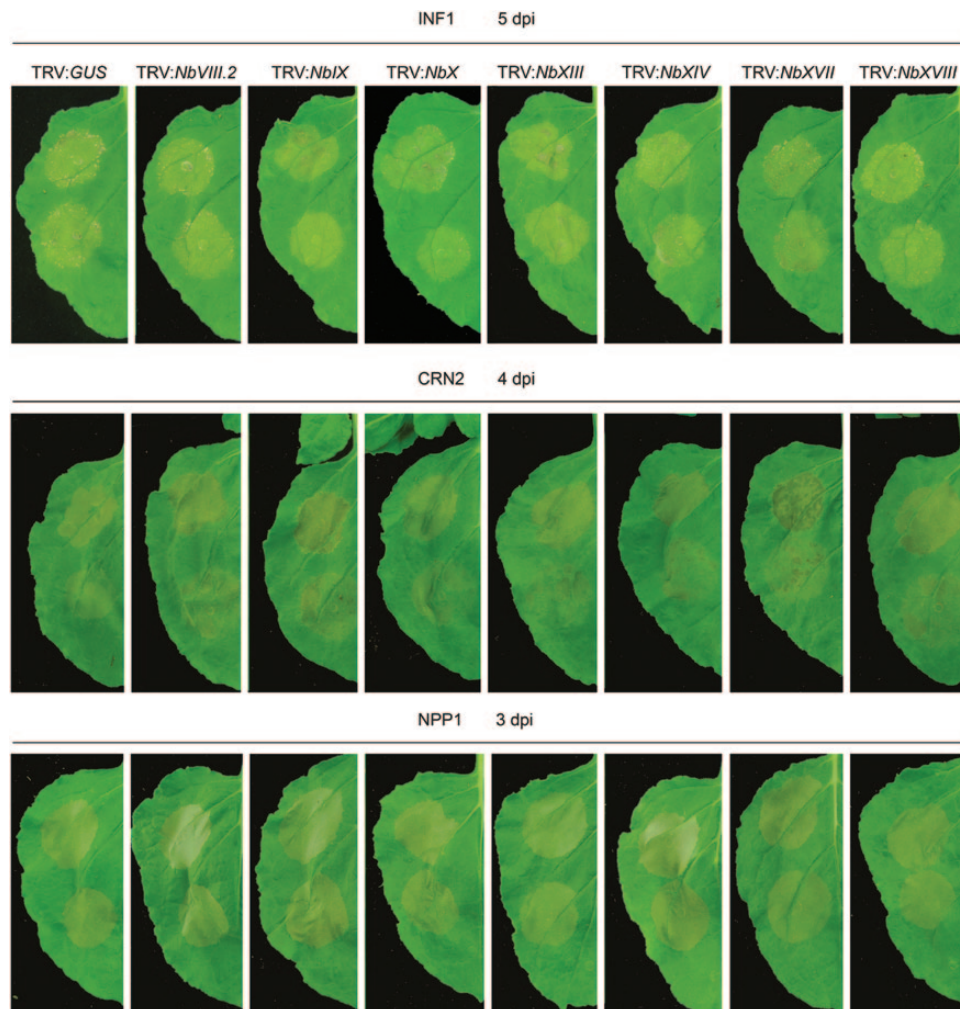 INF1 5 dpi
TRV:GUS TRV:NbVIII.2 TRV:NbIX TRV:NbX TRV:NbXIII TRV:NbXIV TRV:NbXVII TRV:NbXVIII
CRN2 4 dpi
NPP1 3 dpi